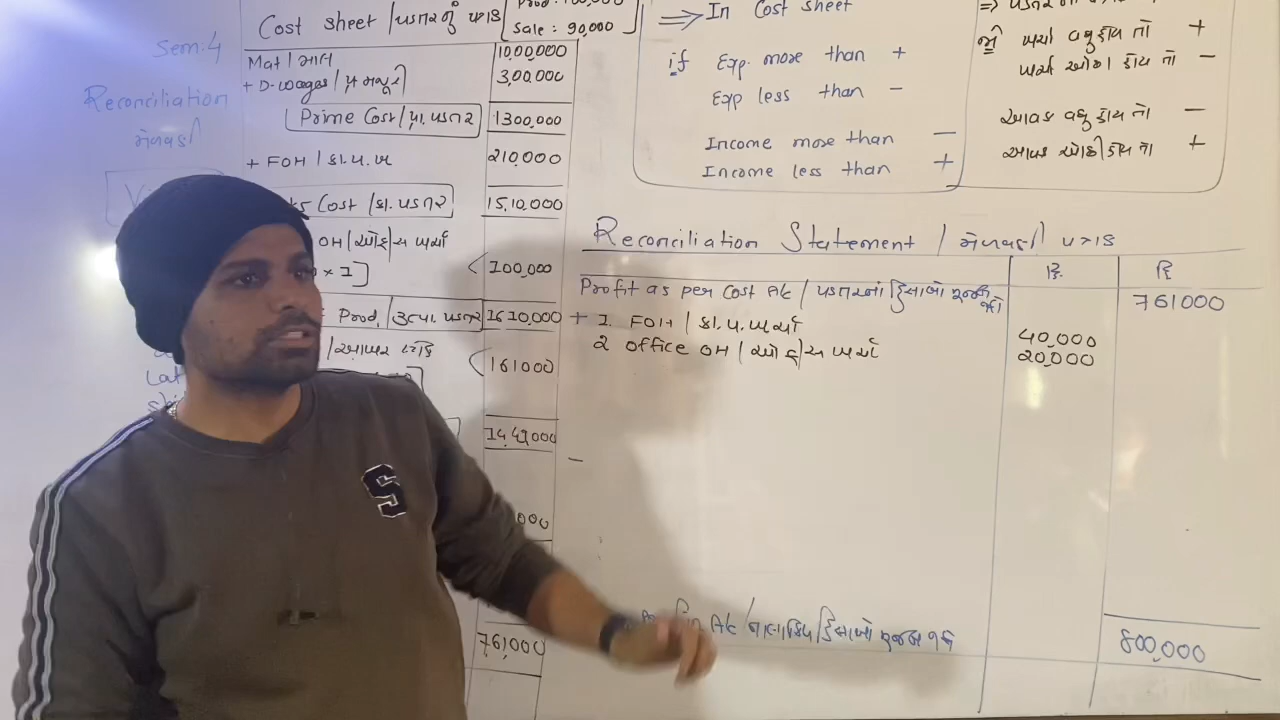 Sem:4
Reconciliation
મેળવણી
Cost sheet / પડતરનું પત્રક
Sale: 90,000
Mat / માલ 10,00,000
+ D-wages / પ્ર મજૂરી 3,00,000
Prime Cost / પ્રા. પડતર 1300,000
+ FOH / કા.પ.ખ 210,000
Cost / કા. પડતર 15,10,000
OH / ઓફિસ ખર્ચા
100,000
Prod. / ઉત્પા. પડતર 1610,000
/ આખર સ્ટોક 161000
14,49,000
000
761,000
⇒ In Cost sheet
if Exp. more than +
Exp less than −
Income more than −
Income less than +
જો ખર્ચા વધુ હોય તો +
ખર્ચા ઓછા હોય તો −
આવક વધુ હોય તો −
આવક ઓછી હોય તો +
Reconciliation Statement / મેળવણી પત્રક
રૂ. રૂ
Profit as per Cost A/c / પડતરનાં હિસાબો મુજબ નફો 761000
+ 1. FOH / કા.પ.ખર્ચા 40,000
2 office OH / ઓફિસ ખર્ચા 20,000
−
A/c / નાણાકિય હિસાબો મુજબ નફો 800,000
S